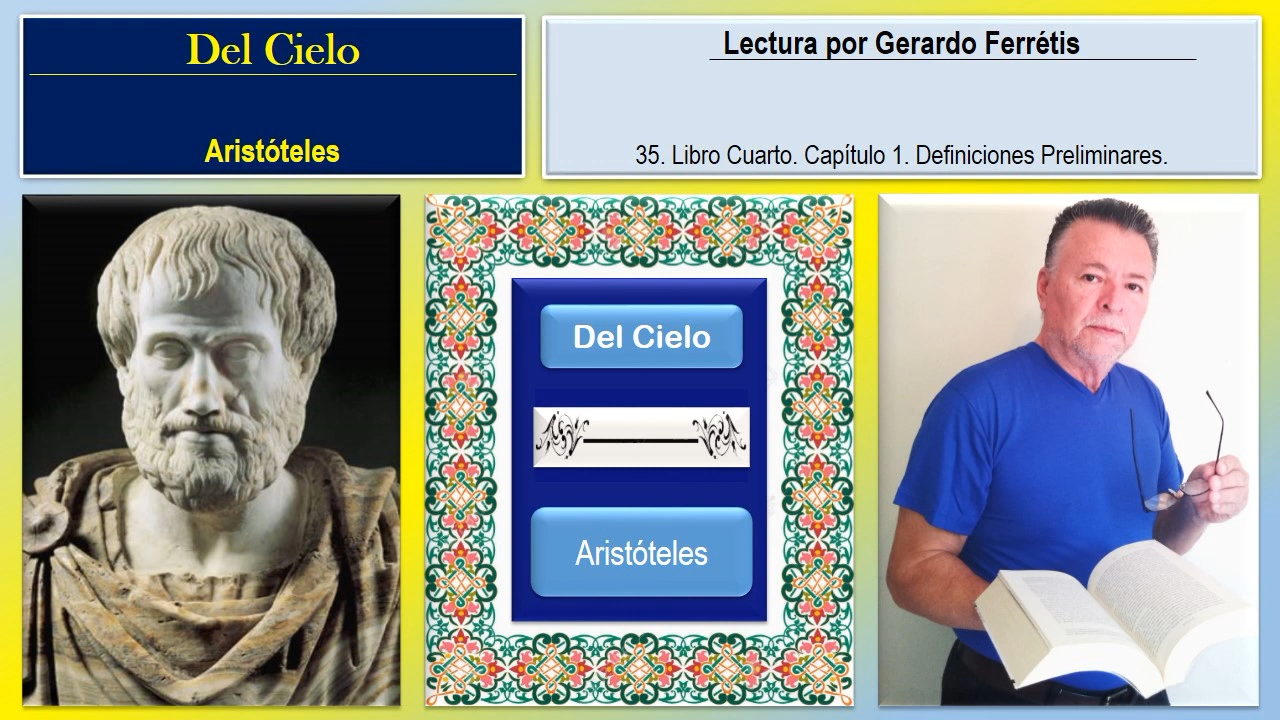 Del Cielo
Aristóteles
Lectura por Gerardo Ferrétis
35. Libro Cuarto. Capítulo 1. Definiciones Preliminares.
Del Cielo
Aristóteles